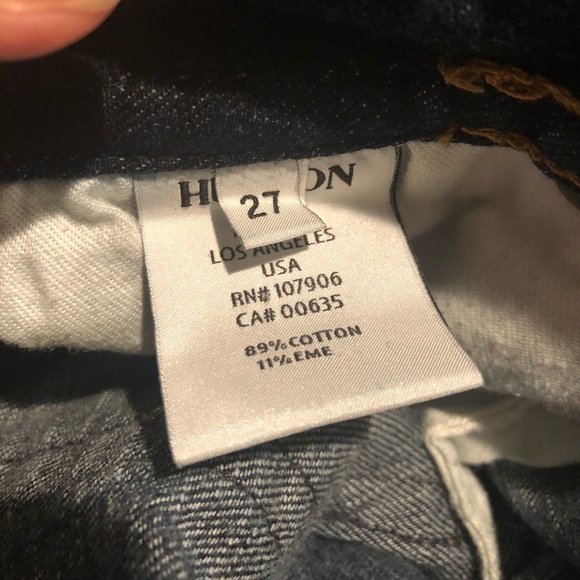 27
LOS ANGELES
USA
RN# 107906
CA# 00635
89% COTTON
11% EME